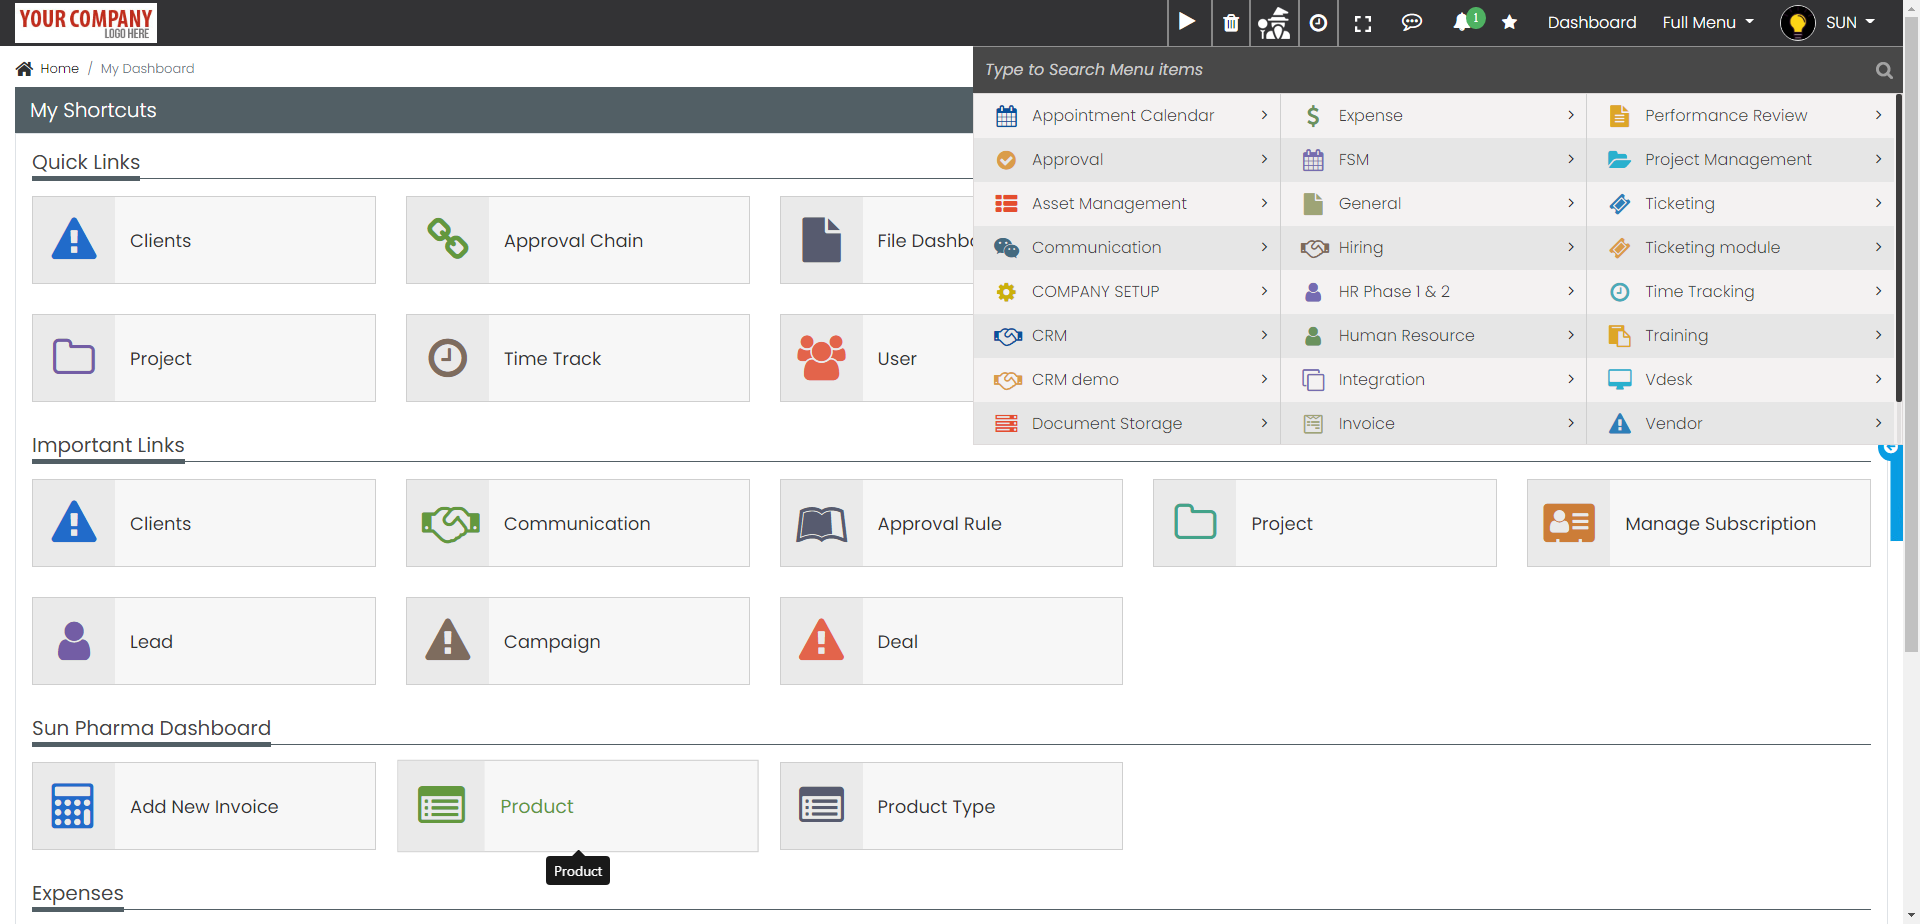 YOUR COMPANY
LOGO HERE
1
Dashboard
Full Menu
SUN
Home / My Dashboard
Type to Search Menu items
My Shortcuts
Appointment Calendar
Expense
Performance Review
Approval
FSM
Project Management
Asset Management
General
Ticketing
Communication
Hiring
Ticketing module
COMPANY SETUP
HR Phase 1 & 2
Time Tracking
CRM
Human Resource
Training
CRM demo
Integration
Vdesk
Document Storage
Invoice
Vendor
Quick Links
Clients
Approval Chain
File Dashbo
Project
Time Track
User
Important Links
Clients
Communication
Approval Rule
Project
Manage Subscription
Lead
Campaign
Deal
Sun Pharma Dashboard
Add New Invoice
Product
Product Type
Product
Expenses